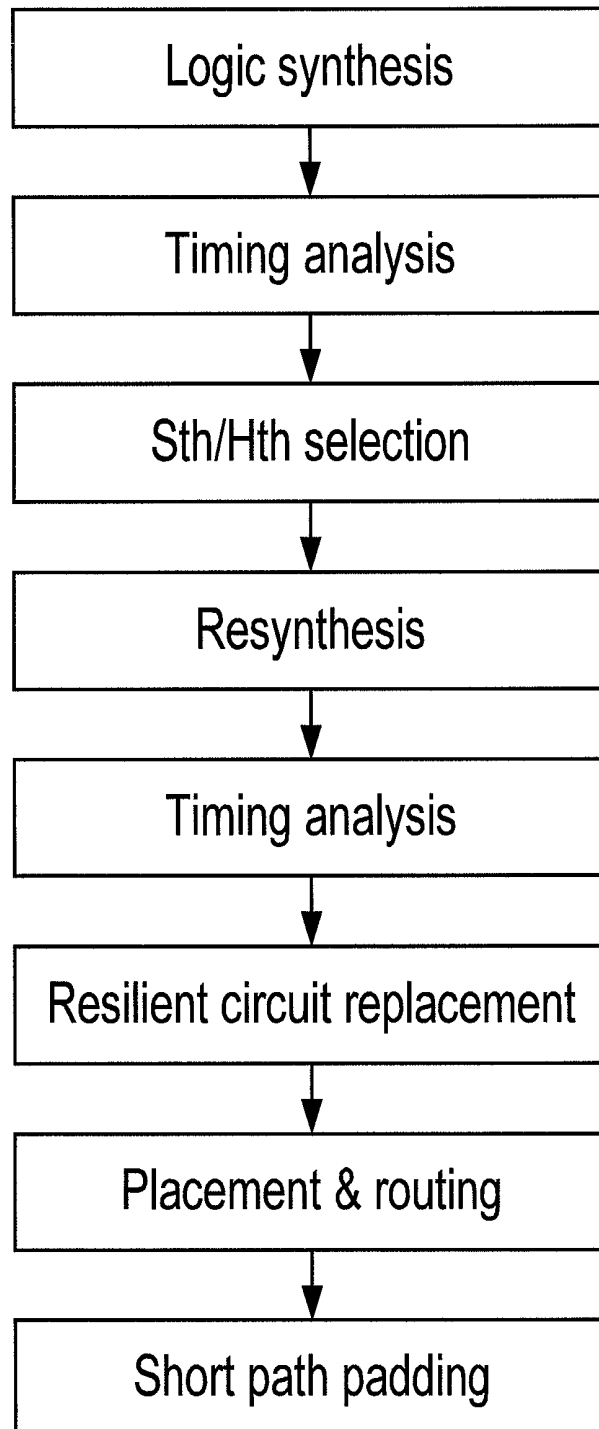 Logic synthesis
Timing analysis
Sth/Hth selection
Resynthesis
Timing analysis
Resilient circuit replacement
Placement & routing
Short path padding